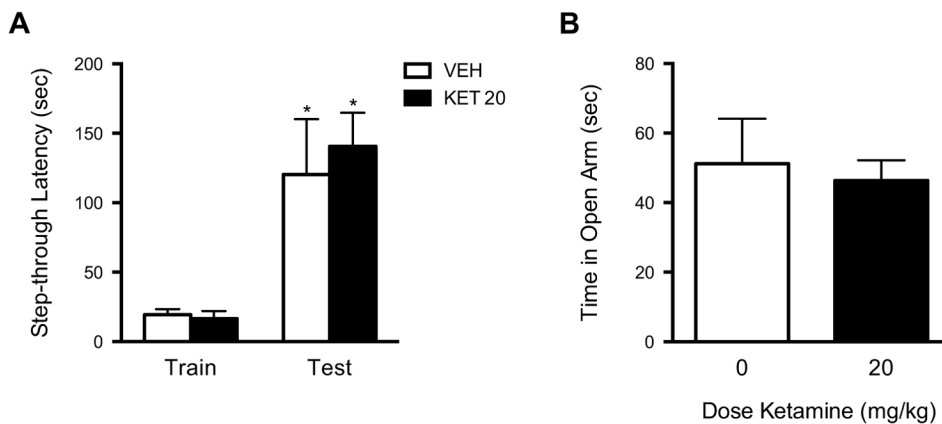 A
Step-through Latency (sec)
200
150
100
50
0
* *
Train Test
VEH
KET 20
B
Time in Open Arm (sec)
80
60
40
20
0
0 20
Dose Ketamine (mg/kg)